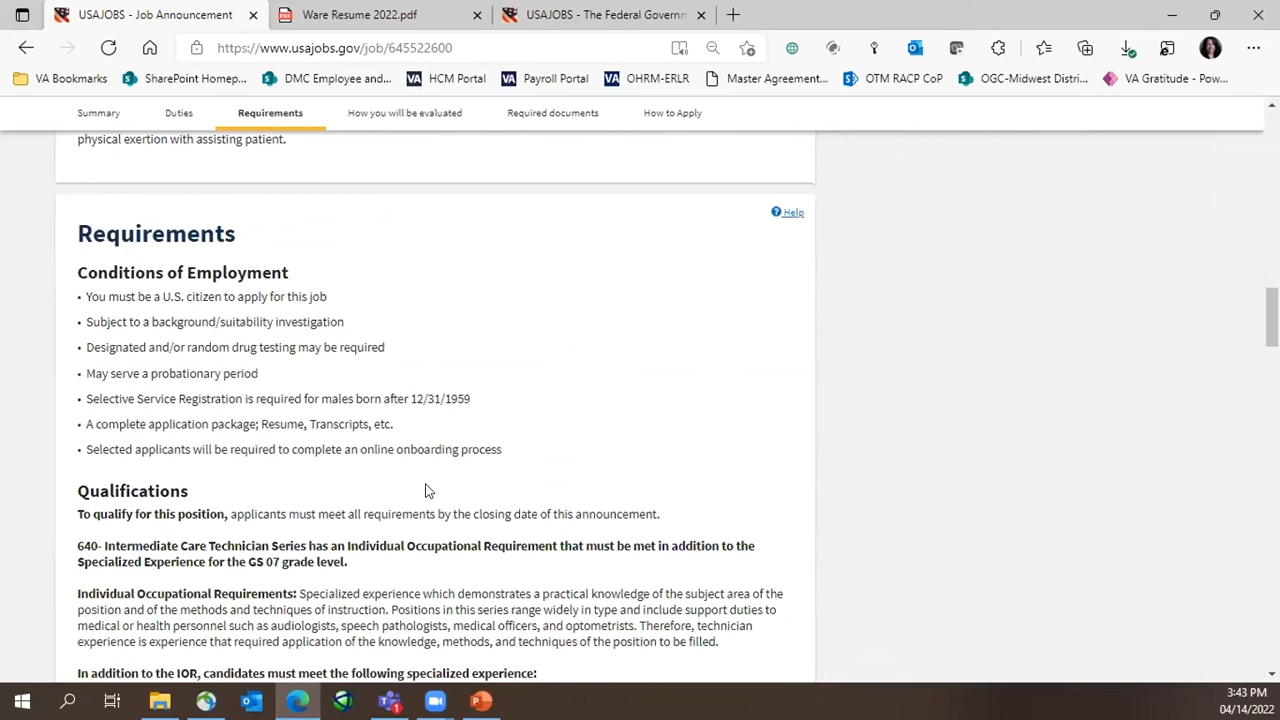 USAJOBS - Job Announcement
Ware Resume 2022.pdf
USAJOBS - The Federal Governm
https://www.usajobs.gov/job/645522600
VA Bookmarks
SharePoint Homep...
DMC Employee and...
HCM Portal
Payroll Portal
OHRM-ERLR
Master Agreement...
OTM RACP CoP
OGC-Midwest Distri...
VA Gratitude - Pow...
Summary
Duties
Requirements
How you will be evaluated
Required documents
How to Apply
physical exertion with assisting patient.
Help
Requirements
Conditions of Employment
• You must be a U.S. citizen to apply for this job
• Subject to a background/suitability investigation
• Designated and/or random drug testing may be required
• May serve a probationary period
• Selective Service Registration is required for males born after 12/31/1959
• A complete application package; Resume, Transcripts, etc.
• Selected applicants will be required to complete an online onboarding process
Qualifications
To qualify for this position, applicants must meet all requirements by the closing date of this announcement.
640- Intermediate Care Technician Series has an Individual Occupational Requirement that must be met in addition to the
Specialized Experience for the GS 07 grade level.
Individual Occupational Requirements: Specialized experience which demonstrates a practical knowledge of the subject area of the
position and of the methods and techniques of instruction. Positions in this series range widely in type and include support duties to
medical or health personnel such as audiologists, speech pathologists, medical officers, and optometrists. Therefore, technician
experience is experience that required application of the knowledge, methods, and techniques of the position to be filled.
In addition to the IOR, candidates must meet the following specialized experience:
3:43 PM
04/14/2022